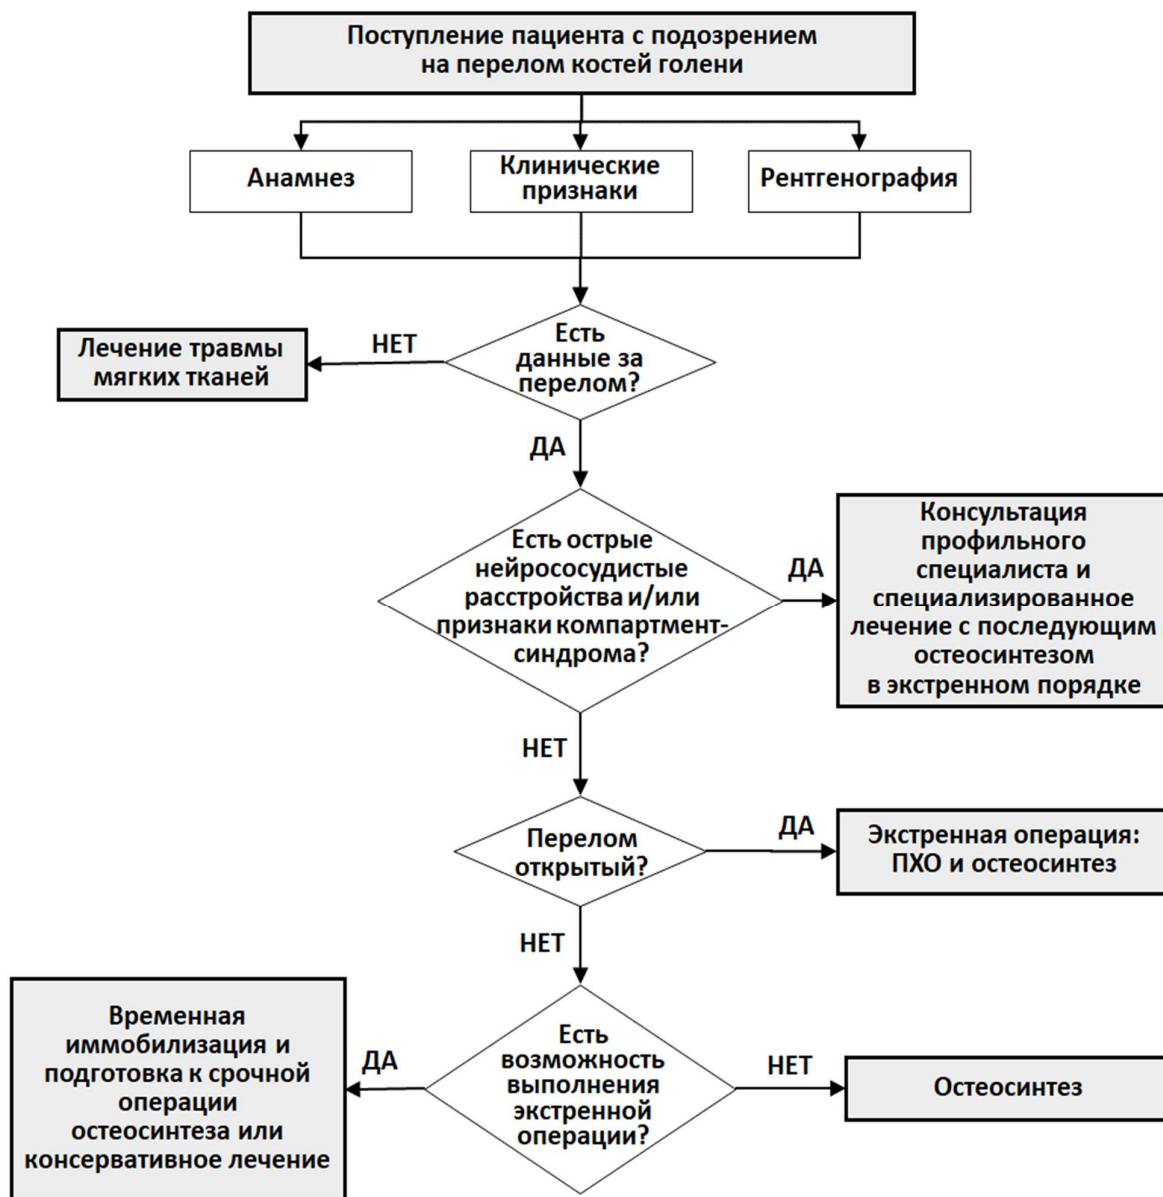 Поступление пациента с подозрением
на перелом костей голени
Анамнез
Клинические
признаки
Рентгенография
Есть
данные за
перелом?
НЕТ
Лечение травмы
мягких тканей
ДА
Есть острые
нейрососудистые
расстройства и/или
признаки компартмент-
синдрома?
ДА
Консультация
профильного
специалиста и
специализированное
лечение с последующим
остеосинтезом
в экстренном порядке
НЕТ
Перелом
открытый?
ДА
Экстренная операция:
ПХО и остеосинтез
НЕТ
Есть
возможность
выполнения
экстренной
операции?
ДА
Временная
иммобилизация и
подготовка к срочной
операции
остеосинтеза или
консервативное лечение
НЕТ
Остеосинтез